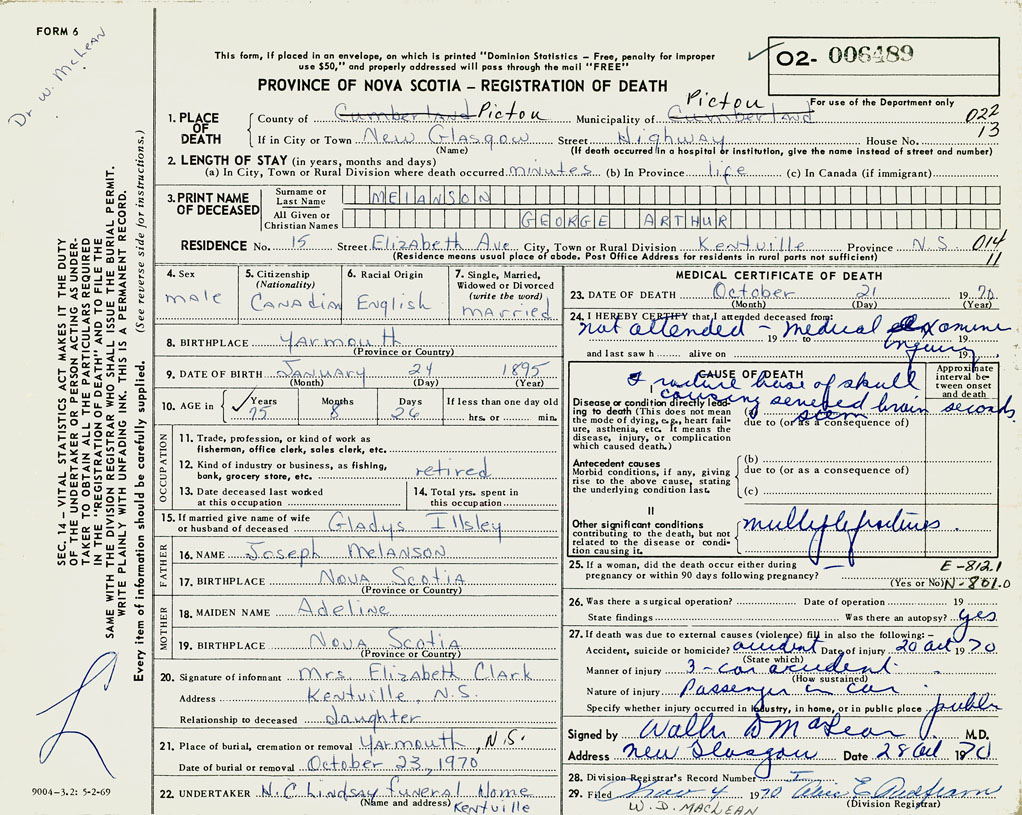 FORM 6
Dr W. McLean
This form, if placed in an envelope, on which is printed "Dominion Statistics – Free, penalty for improper
use $50," and properly addressed will pass through the mail "FREE"
02- 006489
PROVINCE OF NOVA SCOTIA – REGISTRATION OF DEATH
For use of the Department only
1. PLACE OF DEATH
County of Cumberland Pictou Municipality of Cumberland Pictou 022
If in City or Town New Glasgow Street Highway House No. 13
(Name) (If death occurred in a hospital or institution, give the name instead of street and number)
2. LENGTH OF STAY (in years, months and days)
(a) In City, Town or Rural Division where death occurred minutes (b) In Province life (c) In Canada (if immigrant)
3. PRINT NAME OF DECEASED
Surname or Last Name MELANSON
All Given or Christian Names GEORGE ARTHUR
RESIDENCE No. 15 Street Elizabeth Ave. City, Town or Rural Division Kentville Province N.S. 014
(Residence means usual place of abode. Post Office Address for residents in rural parts not sufficient) 11
4. Sex
male
5. Citizenship
(Nationality)
Canadian
6. Racial Origin
English
7. Single, Married,
Widowed or Divorced
(write the word)
married
8. BIRTHPLACE Yarmouth
(Province or Country)
9. DATE OF BIRTH January 24 1895
(Month) (Day) (Year)
10. AGE in Years Months Days If less than one day old
75 8 26 hrs. or min.
OCCUPATION
11. Trade, profession, or kind of work as
fisherman, office clerk, sales clerk, etc.
12. Kind of industry or business, as fishing,
bank, grocery store, etc. retired
13. Date deceased last worked
at this occupation
14. Total yrs. spent in
this occupation
15. If married give name of wife
or husband of deceased Gladys Illsley
FATHER
16. NAME Joseph Melanson
17. BIRTHPLACE Nova Scotia
(Province or Country)
MOTHER
18. MAIDEN NAME Adeline
19. BIRTHPLACE Nova Scotia
(Province or Country)
20. Signature of informant Mrs. Elizabeth Clark
Address Kentville, N.S.
Relationship to deceased daughter
21. Place of burial, cremation or removal Yarmouth, N.S.
Date of burial or removal October 23, 1970
22. UNDERTAKER H. C. Lindsay Funeral Home
(Name and address) Kentville
MEDICAL CERTIFICATE OF DEATH
23. DATE OF DEATH October 21 1970
(Month) (Day) (Year)
24. I HEREBY CERTIFY that I attended deceased from:
not attended – medical examiner
19 to 19
inquiry
and last saw h alive on 19
Approximate
interval be-
tween onset
and death
I
CAUSE OF DEATH
Fracture base of skull
causing severed brain stem seconds
Disease or condition directly lead-
ing to death (This does not mean
the mode of dying, e.g., heart fail-
ure, asthenia, etc. It means the
disease, injury, or complication
which caused death.)
(a)
due to (or as a consequence of)
Antecedent causes
Morbid conditions, if any, giving
rise to the above cause, stating
the underlying condition last.
(b)
due to (or as a consequence of)
(c)
II
Other significant conditions
contributing to the death, but not
related to the disease or condi-
tion causing it.
multiple fractures
25. If a woman, did the death occur either during
pregnancy or within 90 days following pregnancy? –
(Yes or No)
E-812.1
N-801.0
26. Was there a surgical operation? Date of operation 19
State findings Was there an autopsy? yes
27. If death was due to external causes (violence) fill in also the following:–
Accident, suicide or homicide? accident Date of injury 20 Oct 1970
(State which)
Manner of injury 3-car accident
(How sustained)
Nature of injury Passenger in car
Specify whether injury occurred in industry, in home, or in public place public
Signed by Walter D McLean M.D.
Address New Glasgow Date 28 Oct 1970
28. Division Registrar's Record Number
29. Filed Nov 4 1970
(Division Registrar)
W. D. MACLEAN
SEC. 14 – VITAL STATISTICS ACT MAKES IT THE DUTY
OF THE UNDERTAKER OR PERSON ACTING AS UNDER-
TAKER TO OBTAIN ALL THE PARTICULARS REQUIRED
IN THE "REGISTRATION OF DEATH" AND TO FILE THE
SAME WITH THE DIVISION REGISTRAR WHO SHALL ISSUE THE BURIAL PERMIT.
WRITE PLAINLY WITH UNFADING INK. THIS IS A PERMANENT RECORD.
Every item of information should be carefully supplied. (See reverse side for instructions.)
9004-3.2: 5-2-69